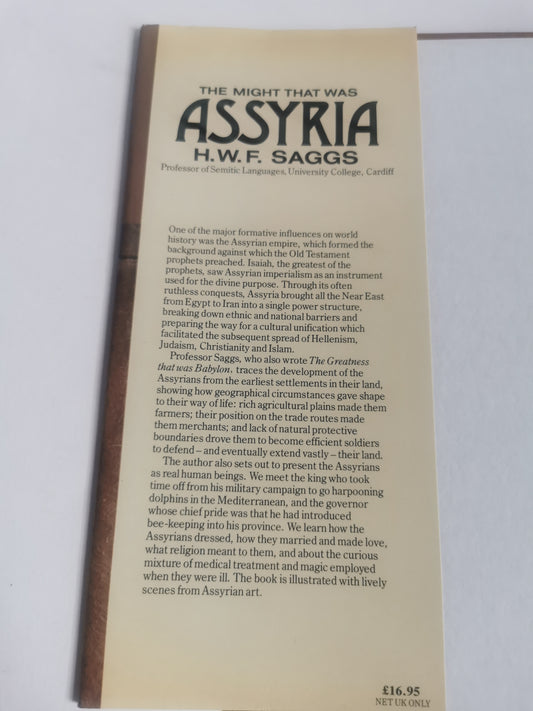 THE MIGHT THAT WAS
ASSYRIA
H.W.F. SAGGS
Professor of Semitic Languages, University College, Cardiff
One of the major formative influences on world
history was the Assyrian empire, which formed the
background against which the Old Testament
prophets preached. Isaiah, the greatest of the
prophets, saw Assyrian imperialism as an instrument
used for the divine purpose. Through its often
ruthless conquests, Assyria brought all the Near East
from Egypt to Iran into a single power structure,
breaking down ethnic and national barriers and
preparing the way for a cultural unification which
facilitated the subsequent spread of Hellenism,
Judaism, Christianity and Islam.
Professor Saggs, who also wrote The Greatness
that was Babylon, traces the development of the
Assyrians from the earliest settlements in their land,
showing how geographical circumstances gave shape
to their way of life: rich agricultural plains made them
farmers; their position on the trade routes made
them merchants; and lack of natural protective
boundaries drove them to become efficient soldiers
to defend – and eventually extend vastly – their land.
The author also sets out to present the Assyrians
as real human beings. We meet the king who took
time off from his military campaign to go harpooning
dolphins in the Mediterranean, and the governor
whose chief pride was that he had introduced
bee-keeping into his province. We learn how the
Assyrians dressed, how they married and made love,
what religion meant to them, and about the curious
mixture of medical treatment and magic employed
when they were ill. The book is illustrated with lively
scenes from Assyrian art.
£16.95
NET UK ONLY